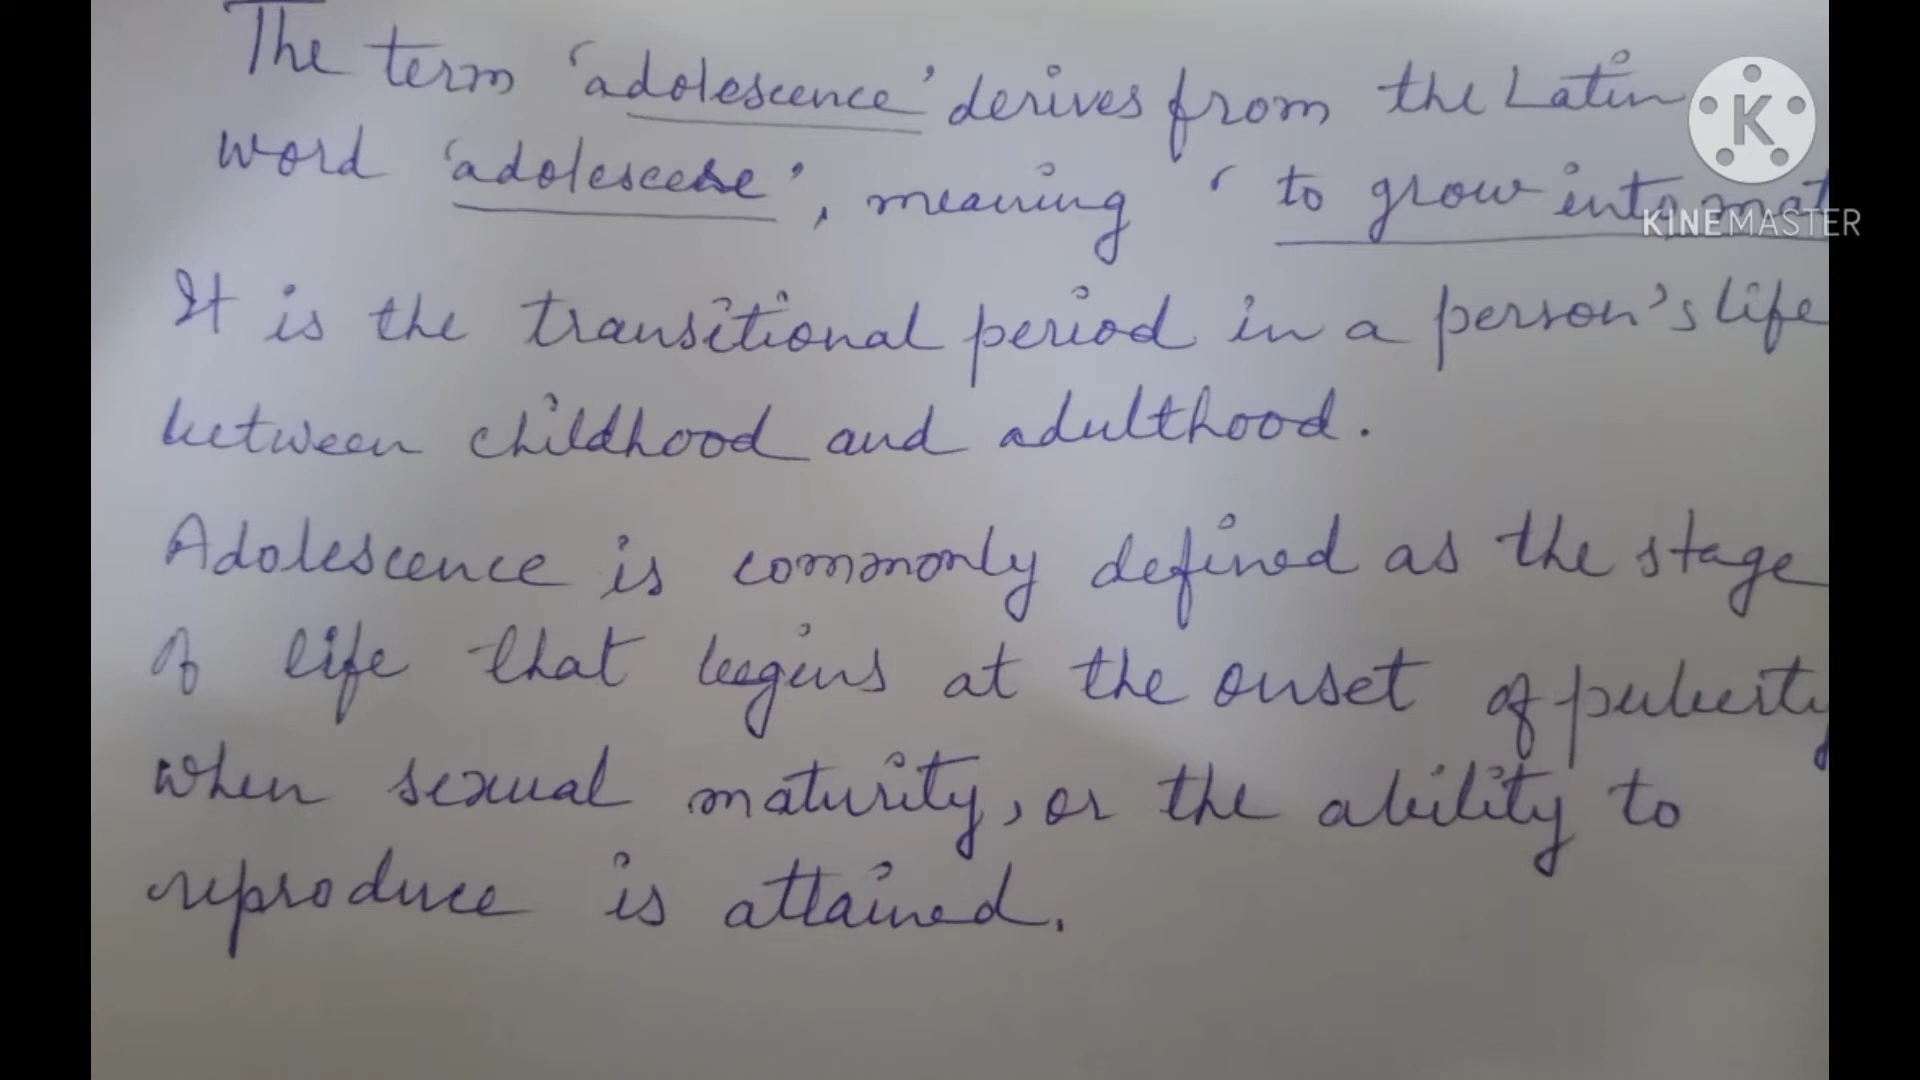 The term 'adolescence' derives from the Latin
word 'adolescere', meaning ' to grow into mat
It is the transitional period in a person's life
between childhood and adulthood.
Adolescence is commonly defined as the stage
of life that begins at the onset of puberty
when sexual maturity, or the ability to
reproduce is attained.
K
KINEMASTER